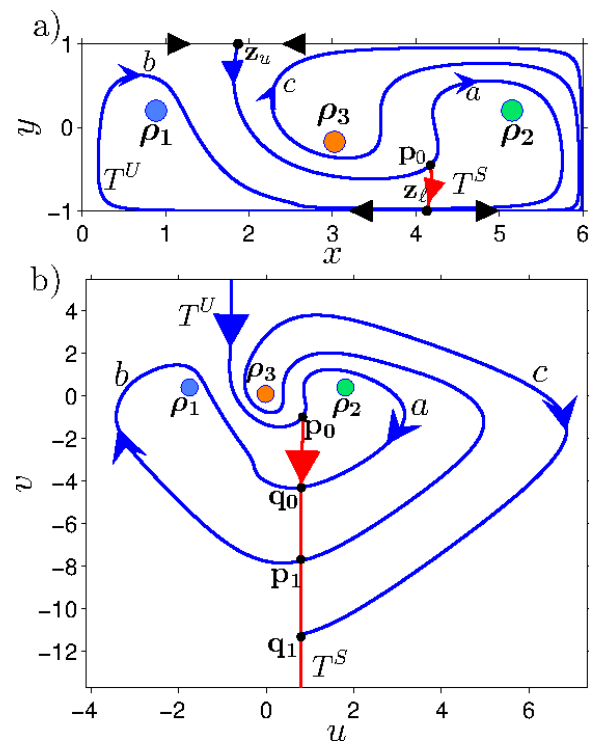 a)
1
0
−1
y
b
z_u
c
ρ_3
a
ρ_1
ρ_2
p_0
T^U
z_ℓ
T^S
0 1 2 3 4 5 6
x
b)
4
2
0
−2
−4
−6
−8
−10
−12
v
T^U
b
ρ_3
c
ρ_1
ρ_2
a
p_0
q_0
p_1
q_1
T^S
−4 −2 0 2 4 6
u